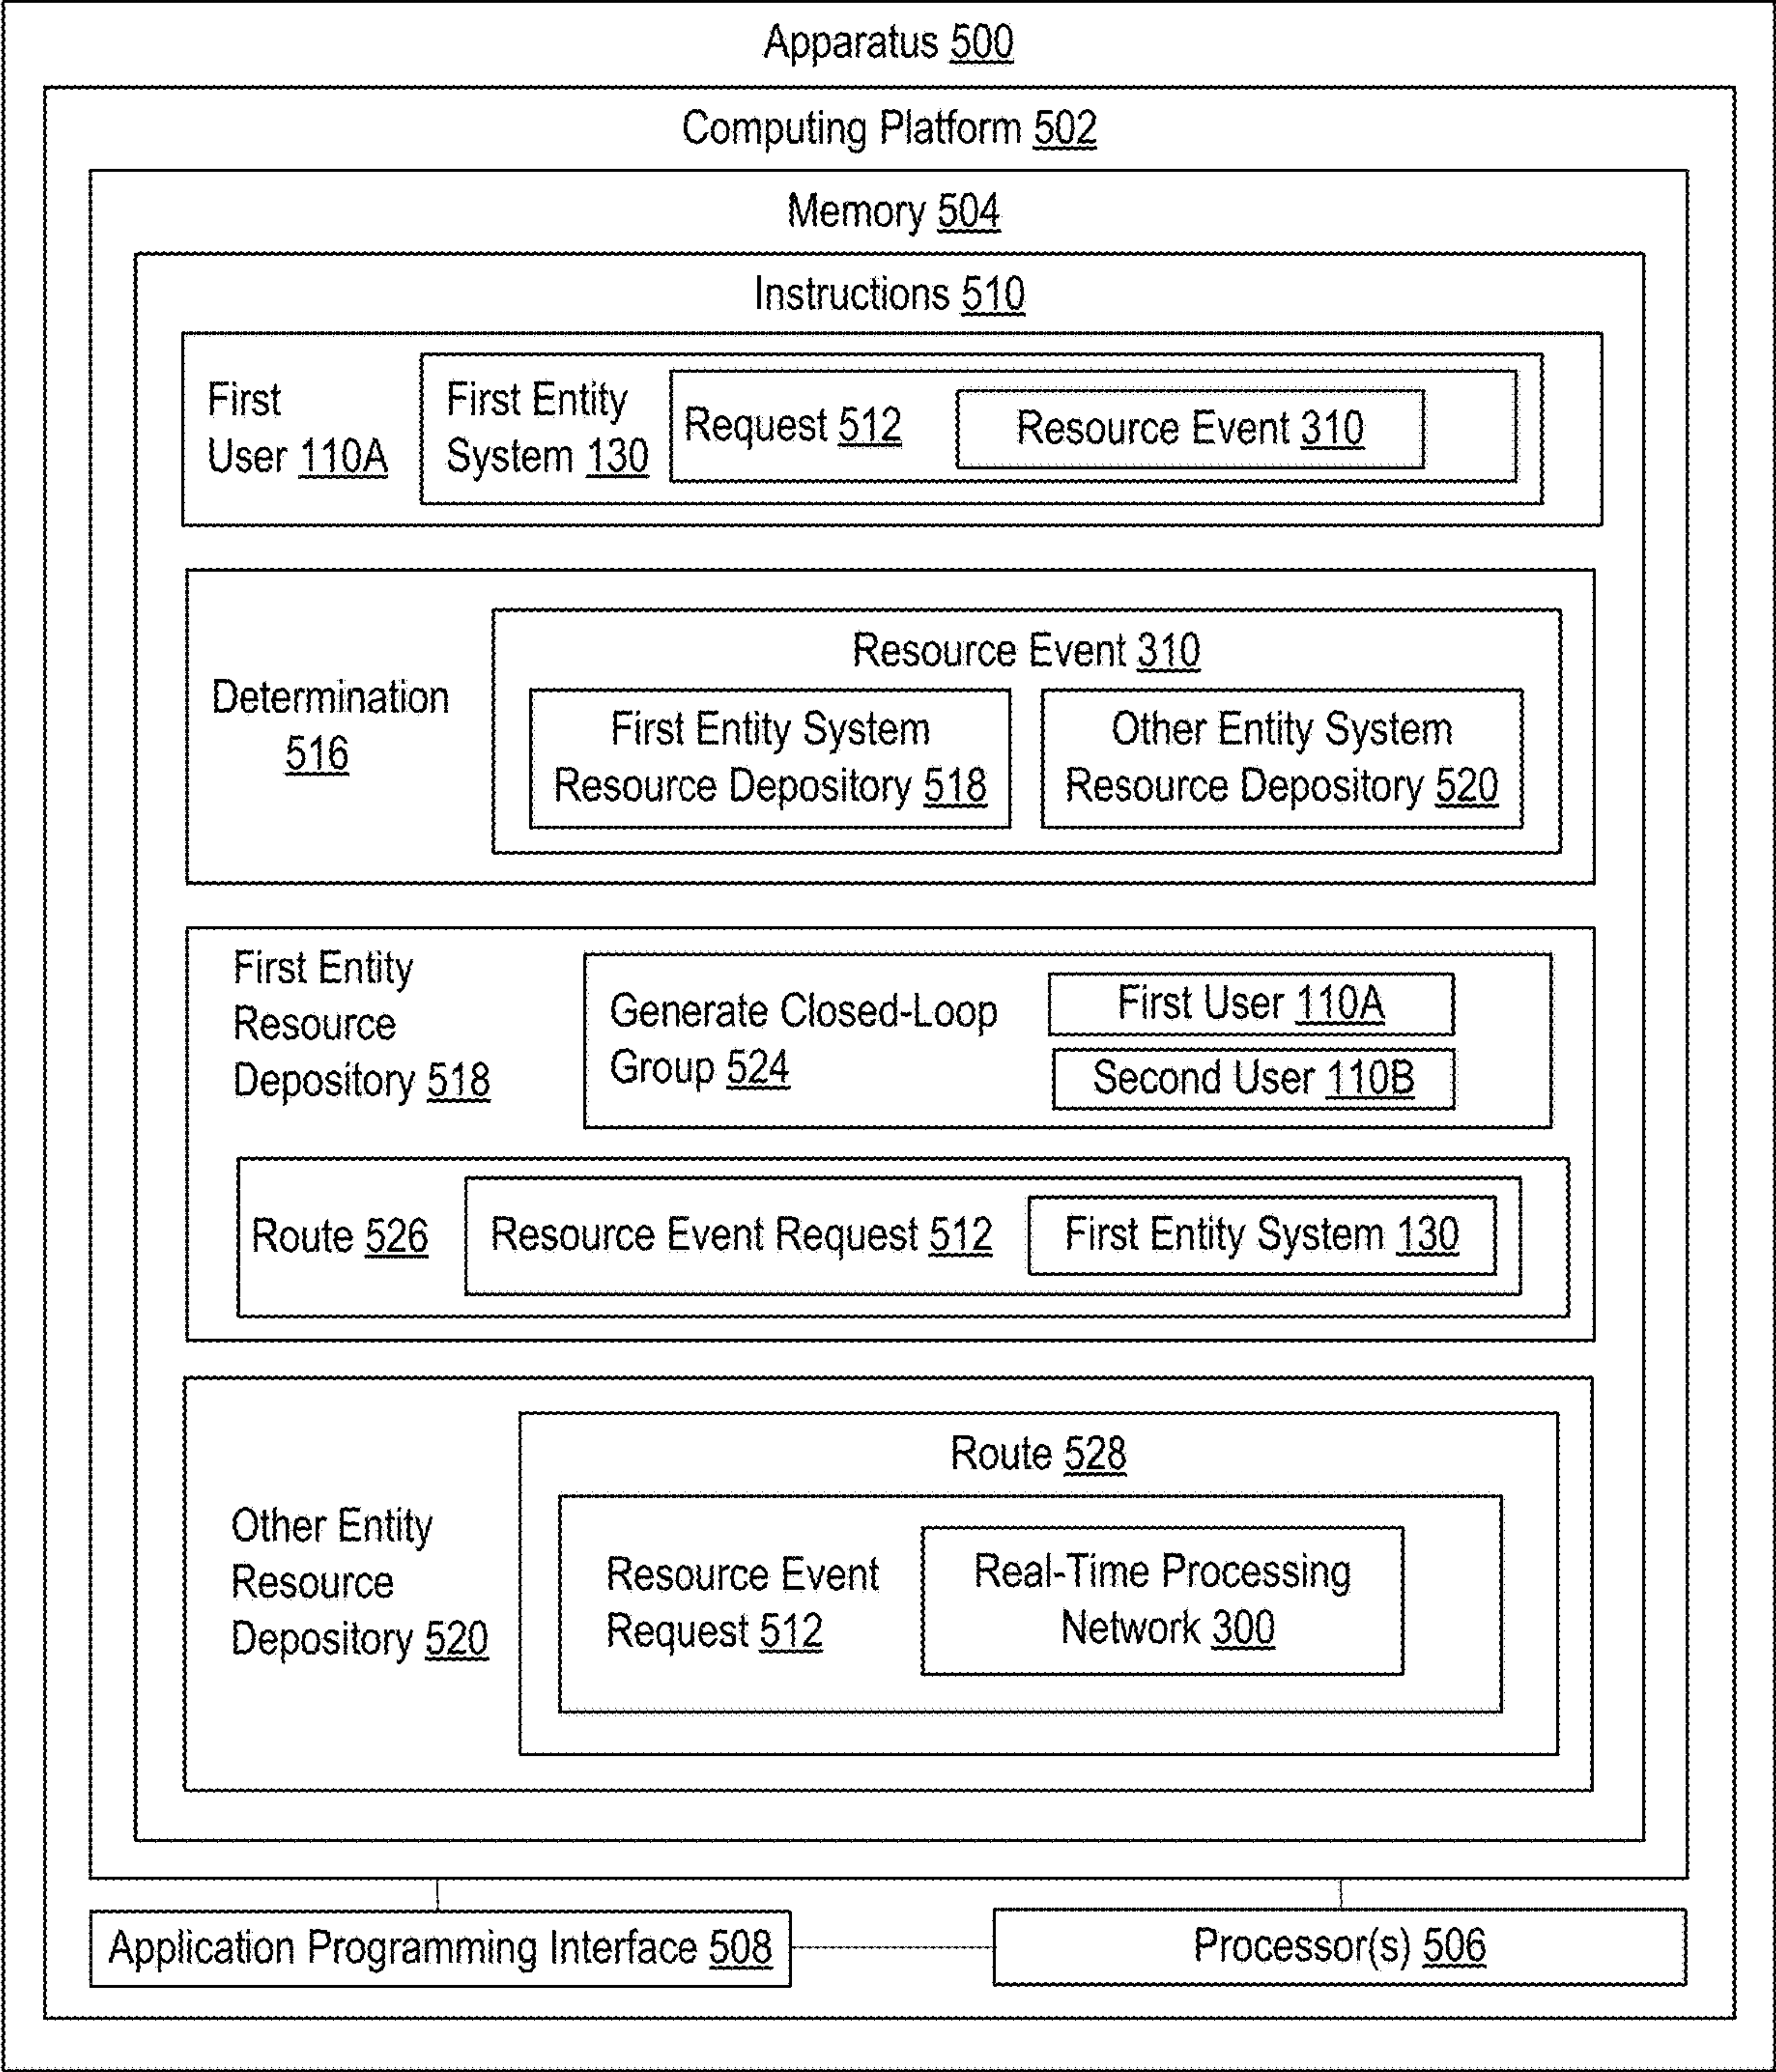 Apparatus 500
Computing Platform 502
Memory 504
Instructions 510
First
User 110A
First Entity
System 130
Request 512
Resource Event 310
Determination
516
Resource Event 310
First Entity System
Resource Depository 518
Other Entity System
Resource Depository 520
First Entity
Resource
Depository 518
Generate Closed-Loop
Group 524
First User 110A
Second User 110B
Route 526
Resource Event Request 512
First Entity System 130
Other Entity
Resource
Depository 520
Route 528
Resource Event
Request 512
Real-Time Processing
Network 300
Application Programming Interface 508
Processor(s) 506